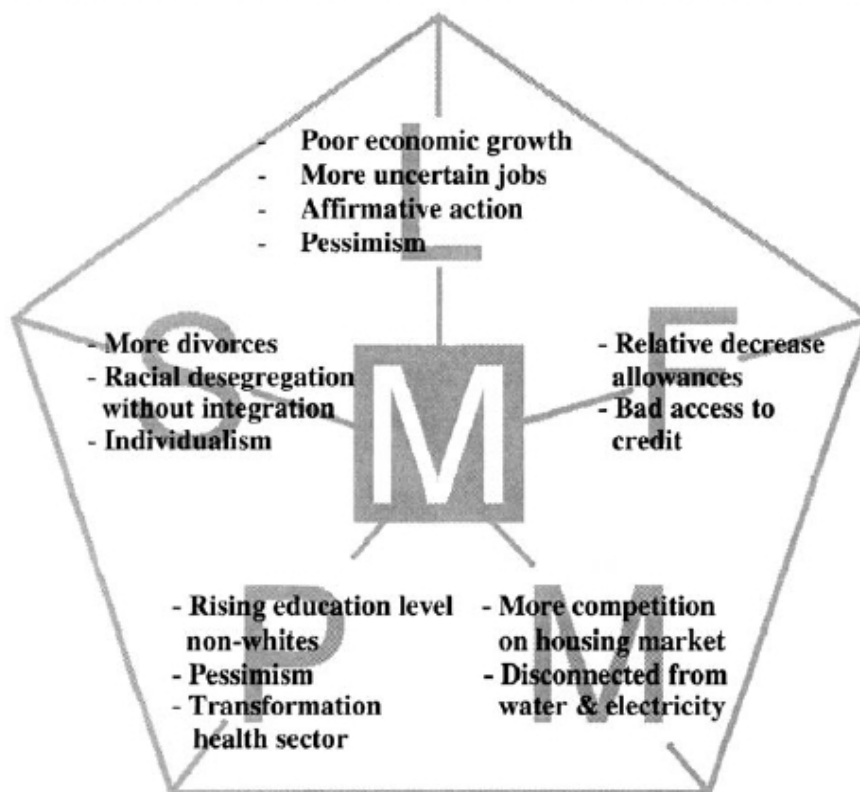 L
- Poor economic growth
- More uncertain jobs
- Affirmative action
- Pessimism
S
- More divorces
- Racial desegregation
without integration
- Individualism
M
F
- Relative decrease
allowances
- Bad access to
credit
P
- Rising education level
non-whites
- Pessimism
- Transformation
health sector
M
- More competition
on housing market
- Disconnected from
water & electricity